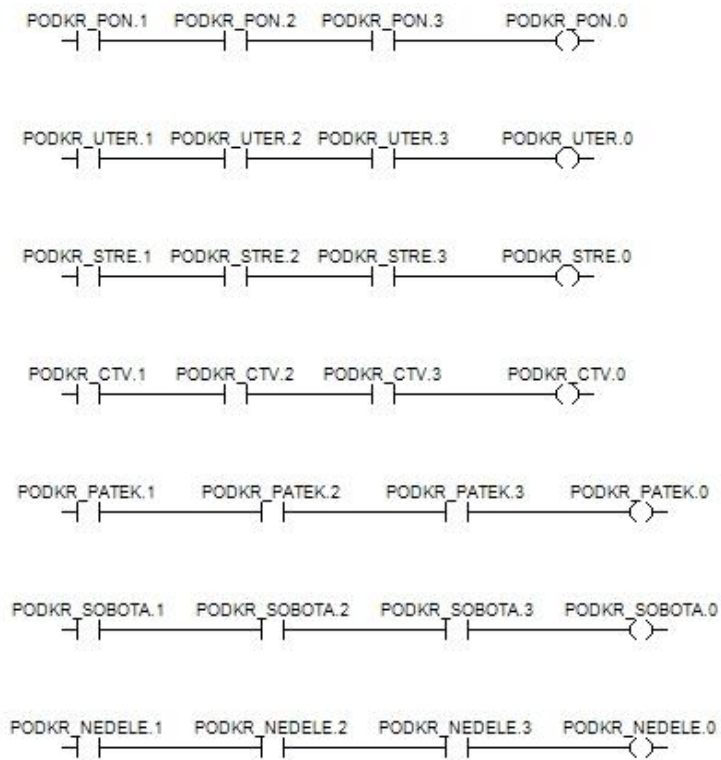 PODKR_PON.1 PODKR_PON.2 PODKR_PON.3 PODKR_PON.0
PODKR_UTER.1 PODKR_UTER.2 PODKR_UTER.3 PODKR_UTER.0
PODKR_STRE.1 PODKR_STRE.2 PODKR_STRE.3 PODKR_STRE.0
PODKR_CTV.1 PODKR_CTV.2 PODKR_CTV.3 PODKR_CTV.0
PODKR_PATEK.1 PODKR_PATEK.2 PODKR_PATEK.3 PODKR_PATEK.0
PODKR_SOBOTA.1 PODKR_SOBOTA.2 PODKR_SOBOTA.3 PODKR_SOBOTA.0
PODKR_NEDELE.1 PODKR_NEDELE.2 PODKR_NEDELE.3 PODKR_NEDELE.0